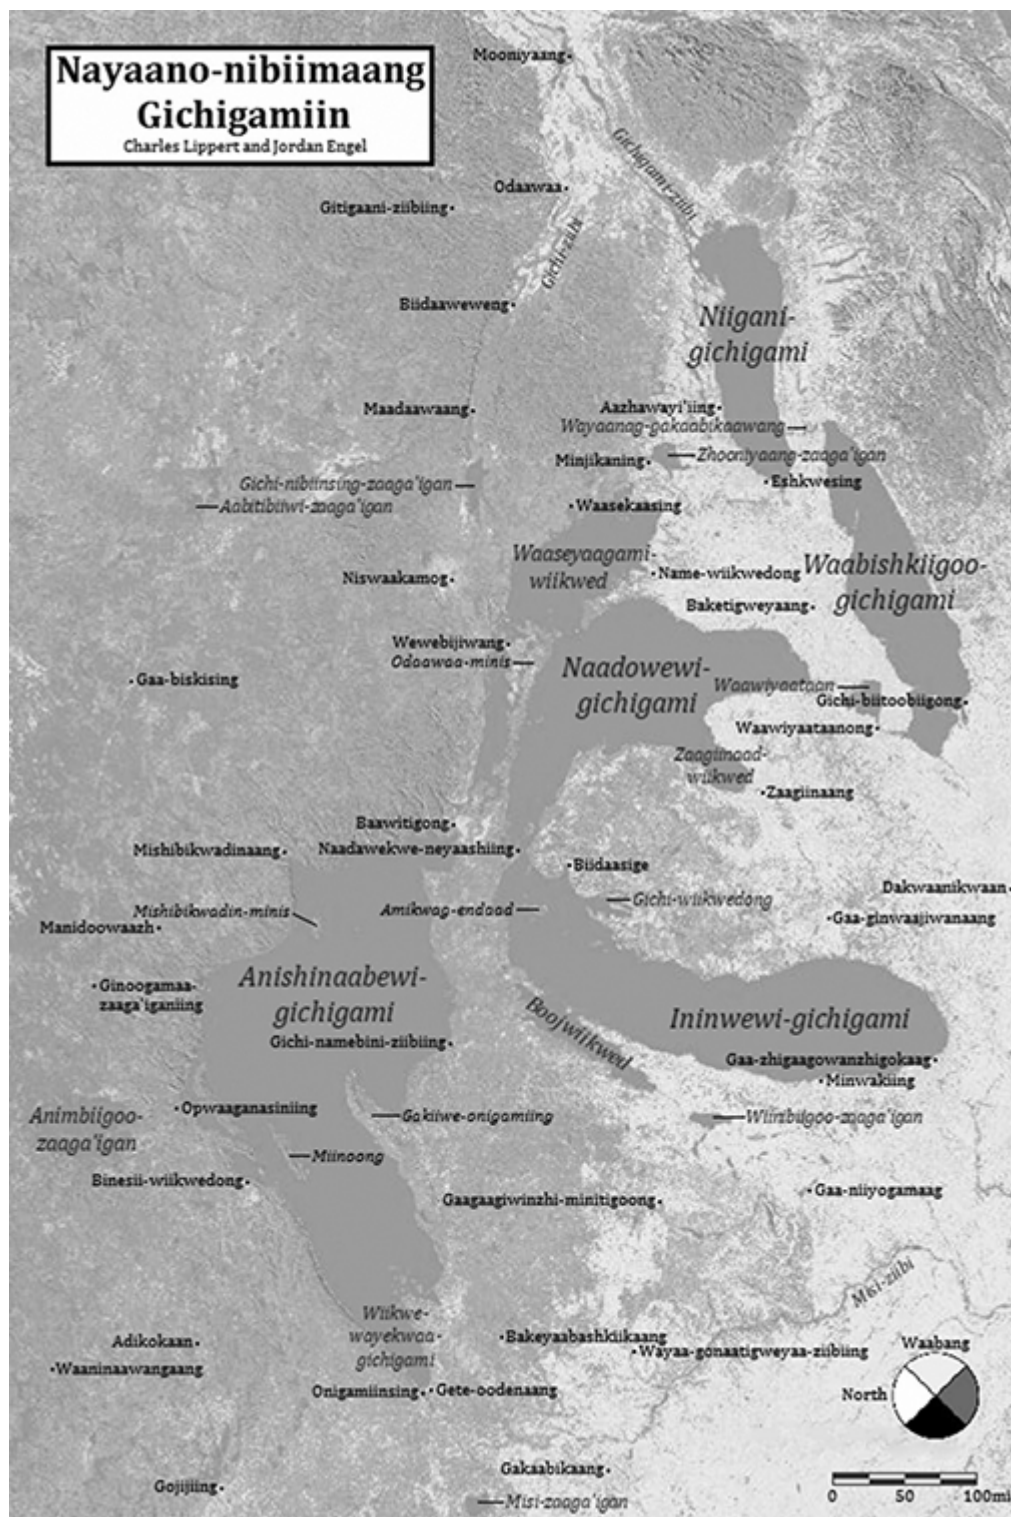 Nayaano-nibiimaang
Gichigamiin
Charles Lippert and Jordan Engel
Mooniyaang
Gichigami-ziibi
Odaawaa
Gitigaani-ziibiing
Gichi-ziibi
Biidaaweweng
Niigani-
gichigami
Maadaawaang
Aazhawayi'iing
Wayaanag-gakaabikaawang
Minjikaning
Zhooniyaang-zaaga'igan
Gichi-nibiinsing-zaaga'igan
Eshkwesing
Aabitibiiwi-zaaga'igan
Waasekaasing
Waaseyaagami-
wiikwed
Niswaakamog
Name-wiikwedong
Waabishkiigoo-
gichigami
Baketigweyaang
Wewebijiwang
Odaawaa-minis
Naadowewi-
gichigami
Gaa-biskising
Waawiyaataan
Gichi-biitoobiigong
Waawiyaataanong
Zaagiinaad-
wiikwed
Zaagiinaang
Baawitigong
Mishibikwadinaang
Naadawekwe-neyaashiing
Biidaasige
Dakwaanikwaan
Gichi-wiikwedong
Mishibikwadin-minis
Amikwag-endaad
Gaa-ginwaajiwanaang
Manidoowaazh
Anishinaabewi-
gichigami
Ginoogamaa-
zaaga'iganiing
Boojwiikwed
Ininwewi-gichigami
Gichi-namebini-ziibiing
Gaa-zhigaagowanzhigokaag
Minwakiing
Animbiigoo-
zaaga'igan
Opwaaganasiniing
Gakiiwe-onigamiing
Wiinibiigoo-zaaga'igan
Miinoong
Binesii-wiikwedong
Gaagaagiwinzhi-minitigoong
Gaa-niiyogamaag
Misi-ziibi
Wiikwe-
wayekwaa-
gichigami
Adikokaan
Bakeyaabashkiikaang
Wayaa-gonaatigweyaa-ziibiing
Waabang
Waaninaawangaang
Onigamiinsing
Gete-oodenaang
North
Gakaabikaang
Gojijiing
Misi-zaaga'igan
0 50 100mi